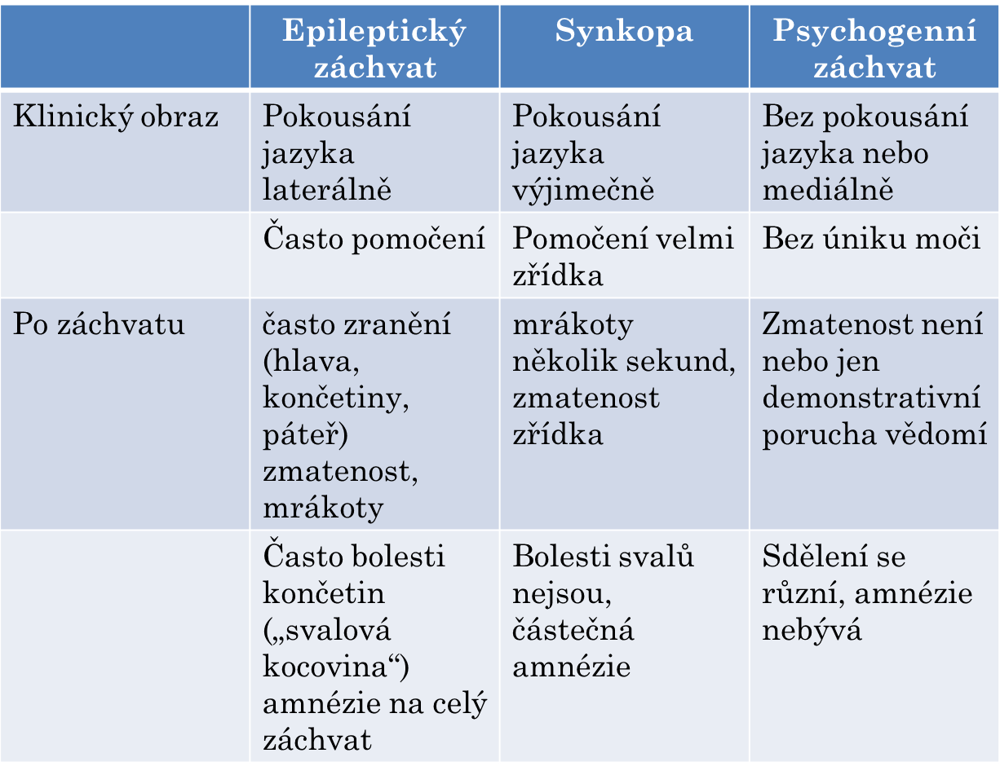 Epileptický
záchvat
Synkopa
Psychogenní
záchvat
Klinický obraz
Pokousání
jazyka
laterálně
Pokousání
jazyka
výjimečně
Bez pokousání
jazyka nebo
mediálně
Často pomočení
Pomočení velmi
zřídka
Bez úniku moči
Po záchvatu
často zranění
(hlava,
končetiny,
páteř)
zmatenost,
mrákoty
mrákoty
několik sekund,
zmatenost
zřídka
Zmatenost není
nebo jen
demonstrativní
porucha vědomí
Často bolesti
končetin
(„svalová
kocovina“)
amnézie na celý
záchvat
Bolesti svalů
nejsou,
částečná
amnézie
Sdělení se
různí, amnézie
nebývá